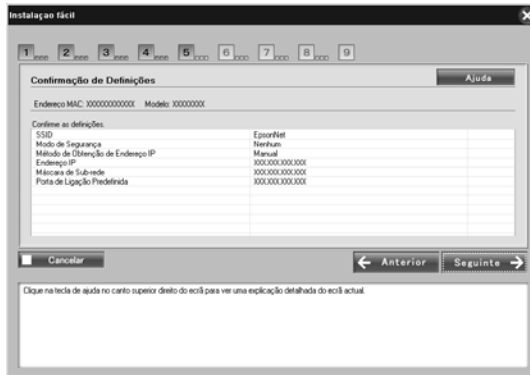 Instalaçao fácil
1 2 3 4 5 6 7 8 9
Confirmação de Definições
Ajuda
Endereço MAC: XXXXXXXXXXXX Modelo: XXXXXXXX
Confirme as definições.
SSID EpsonNet
Modo de Segurança Nenhum
Método de Obtenção de Endereço IP Manual
Endereço IP XXX.XXX.XXX.XXX
Máscara de Sub-rede XXX.XXX.XXX.XXX
Porta de Ligação Predefinida XXX.XXX.XXX.XXX
Cancelar
Anterior
Seguinte
Clique na tecla de ajuda no canto superior direito do ecrã para ver uma explicação detalhada do ecrã actual.